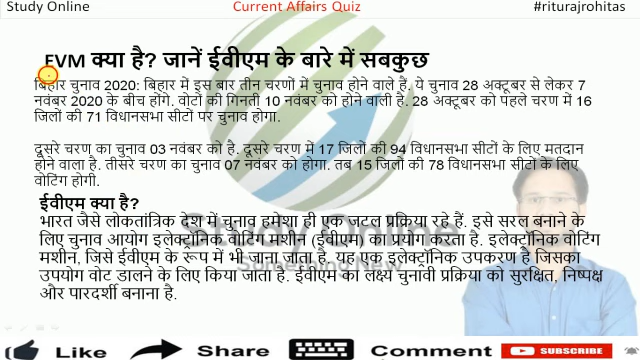 Study Online Current Affairs Quiz #riturajrohitas
EVM क्या है? जानें ईवीएम के बारे में सबकुछ
बिहार चुनाव 2020: बिहार में इस बार तीन चरणों में चुनाव होने वाले हैं. ये चुनाव 28 अक्टूबर से लेकर 7
नवंबर 2020 के बीच होंगे. वोटों की गिनती 10 नवंबर को होने वाली है. 28 अक्टूबर को पहले चरण में 16
जिलों की 71 विधानसभा सीटों पर चुनाव होगा.
दूसरे चरण का चुनाव 03 नवंबर को है. दूसरे चरण में 17 जिलों की 94 विधानसभा सीटों के लिए मतदान
होने वाला है. तीसरे चरण का चुनाव 07 नवंबर को होगा. तब 15 जिलों की 78 विधानसभा सीटों के लिए
वोटिंग होगी.
ईवीएम क्या है?
भारत जैसे लोकतांत्रिक देश में चुनाव हमेशा ही एक जटल प्रक्रिया रहे हैं. इसे सरल बनाने के
लिए चुनाव आयोग इलेक्ट्रॉनिक वोटिंग मशीन (ईवीएम) का प्रयोग करता है. इलेक्ट्रॉनिक वोटिंग
मशीन, जिसे ईवीएम के रूप में भी जाना जाता है. यह एक इलेक्ट्रॉनिक उपकरण है जिसका
उपयोग वोट डालने के लिए किया जाता है. ईवीएम का लक्ष्य चुनावी प्रक्रिया को सुरक्षित, निष्पक्ष
और पारदर्शी बनाना है.
Study Online
Something New
Like Share Comment SUBSCRIBE